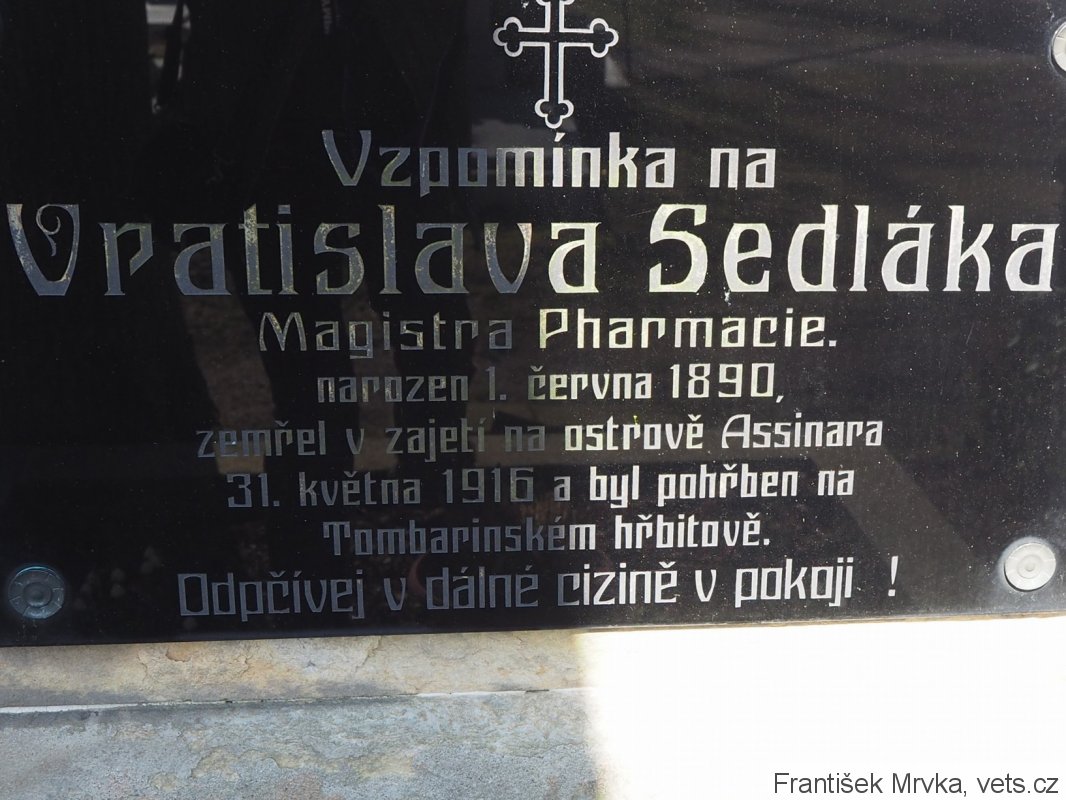 Vzpomínka na
Vratislava Sedláka
Magistra Pharmacie.
narozen 1. června 1890,
zemřel v zajetí na ostrově Assinara
31. května 1916 a byl pohřben na
Tombarinském hřbitově.
Odpčívej v dálné cizině v pokoji !
František Mrvka, vets.cz